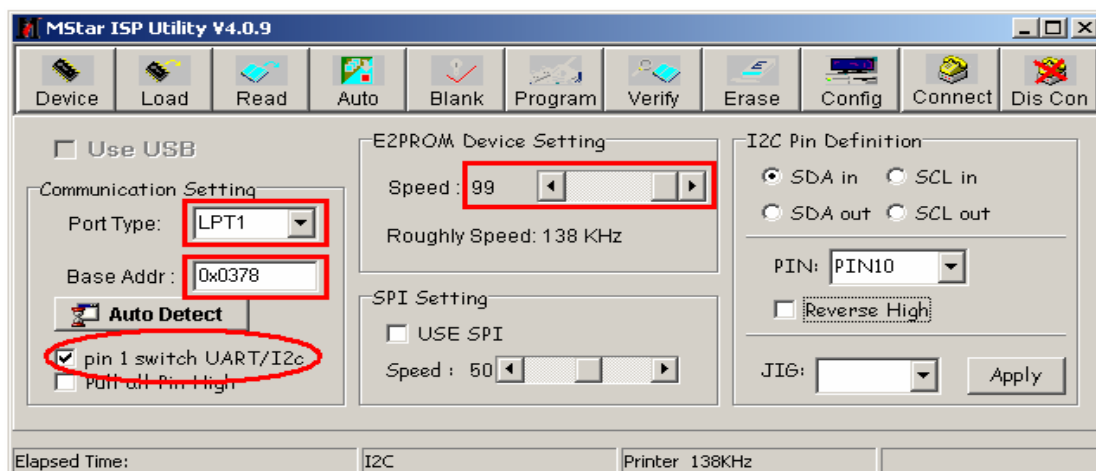 MStar ISP Utility V4.0.9
Device Load Read Auto Blank Program Verify Erase Config Connect Dis Con
Use USB
Communication Setting
Port Type: LPT1
Base Addr: 0x0378
Auto Detect
pin 1 switch UART/I2c
Pull all Pin High
E2PROM Device Setting
Speed: 99
Roughly Speed: 138 KHz
SPI Setting
USE SPI
Speed: 50
I2C Pin Definition
SDA in SCL in
SDA out SCL out
PIN: PIN10
Reverse High
JIG: Apply
Elapsed Time: I2C Printer 138KHz